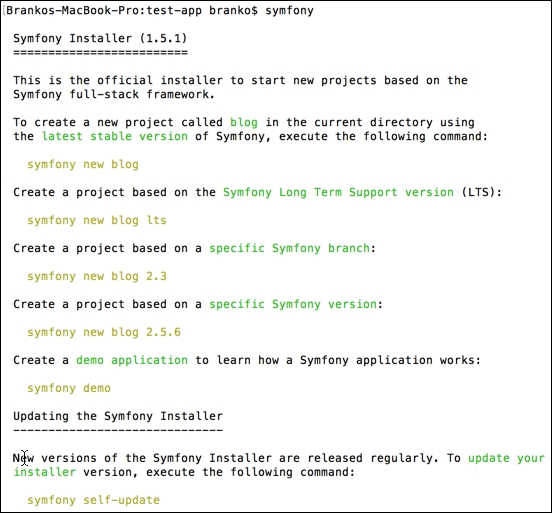 Brankos-MacBook-Pro:test-app branko$ symfony
Symfony Installer (1.5.1)
=========================
This is the official installer to start new projects based on the
Symfony full-stack framework.
To create a new project called blog in the current directory using
the latest stable version of Symfony, execute the following command:
symfony new blog
Create a project based on the Symfony Long Term Support version (LTS):
symfony new blog lts
Create a project based on a specific Symfony branch:
symfony new blog 2.3
Create a project based on a specific Symfony version:
symfony new blog 2.5.6
Create a demo application to learn how a Symfony application works:
symfony demo
Updating the Symfony Installer
------------------------------
New versions of the Symfony Installer are released regularly. To update your
installer version, execute the following command:
symfony self-update